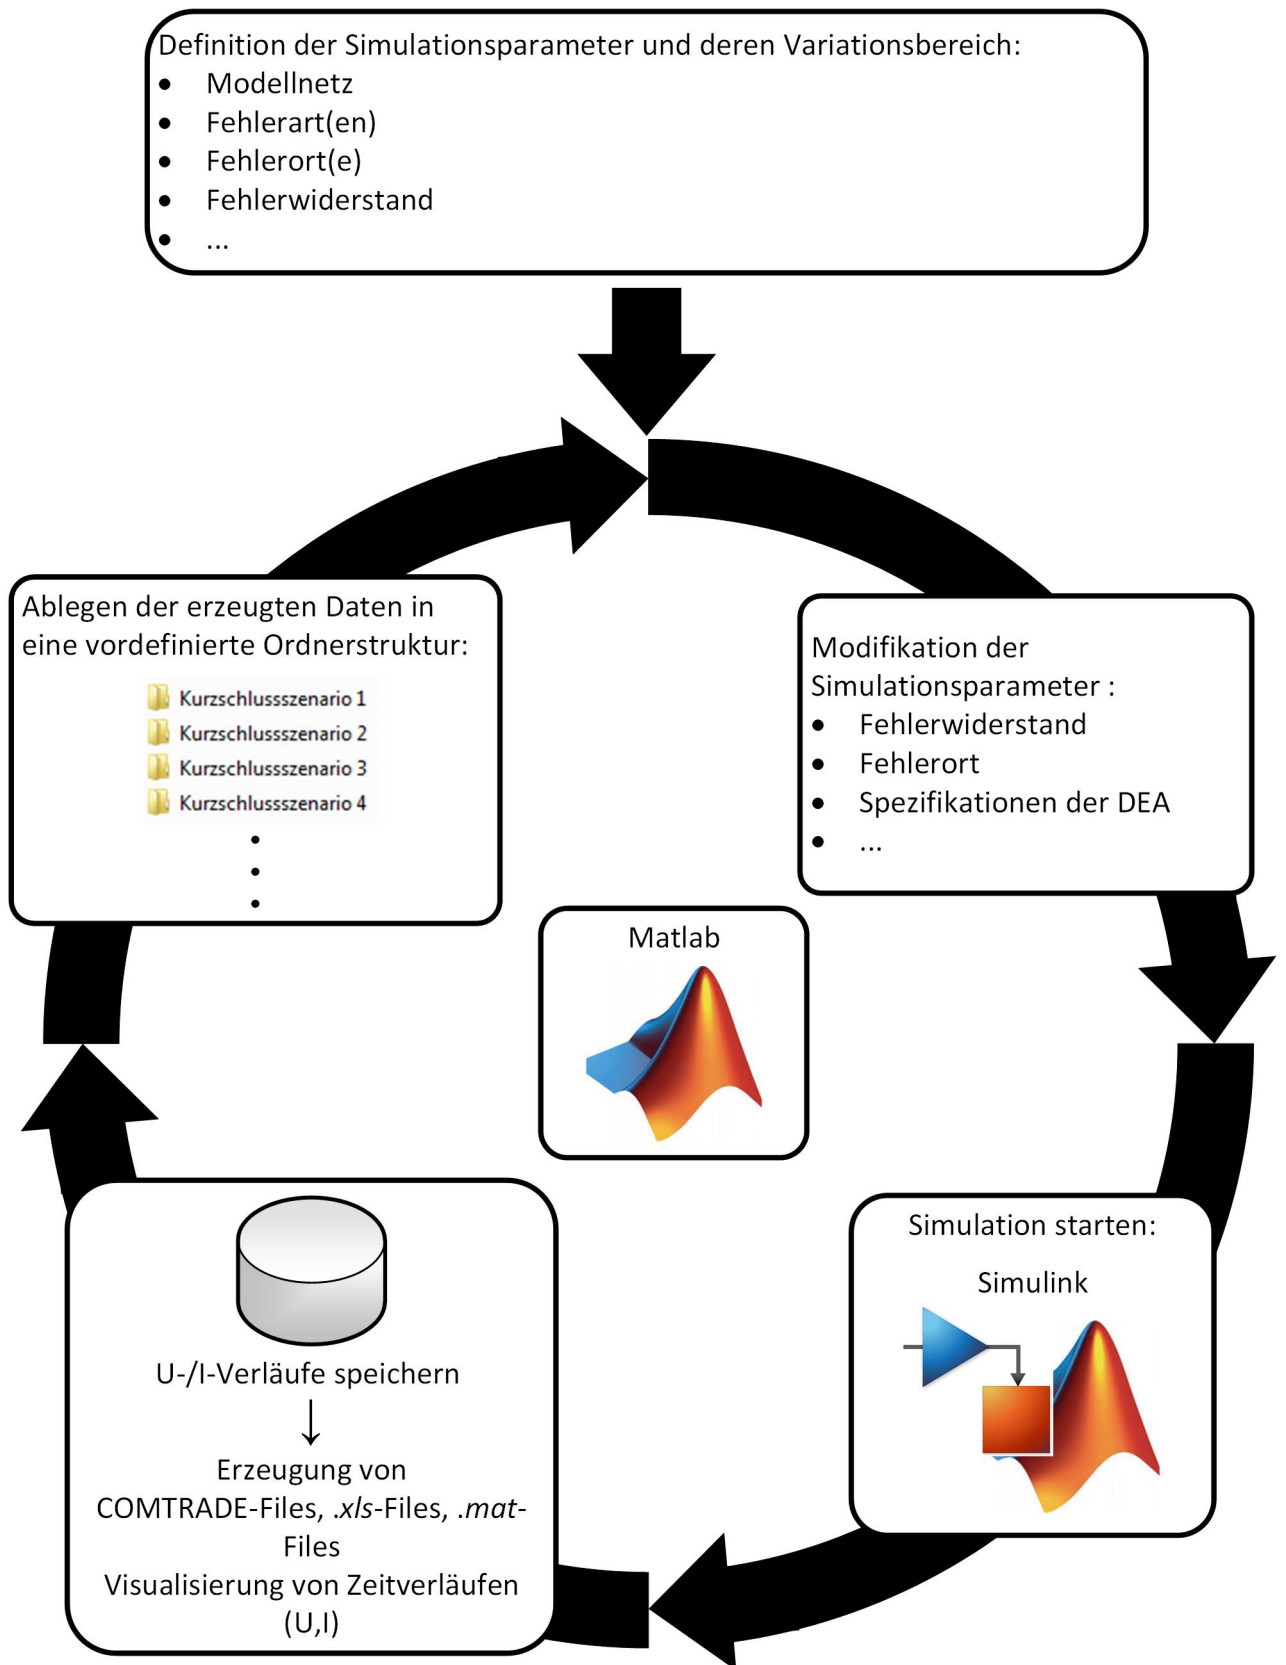 Definition der Simulationsparameter und deren Variationsbereich:
• Modellnetz
• Fehlerart(en)
• Fehlerort(e)
• Fehlerwiderstand
• ...
Ablegen der erzeugten Daten in
eine vordefinierte Ordnerstruktur:
Kurzschlussszenario 1
Kurzschlussszenario 2
Kurzschlussszenario 3
Kurzschlussszenario 4
Modifikation der
Simulationsparameter :
• Fehlerwiderstand
• Fehlerort
• Spezifikationen der DEA
• ...
Matlab
Simulation starten:
Simulink
U-/I-Verläufe speichern
↓
Erzeugung von
COMTRADE-Files, .xls-Files, .mat-
Files
Visualisierung von Zeitverläufen
(U,I)